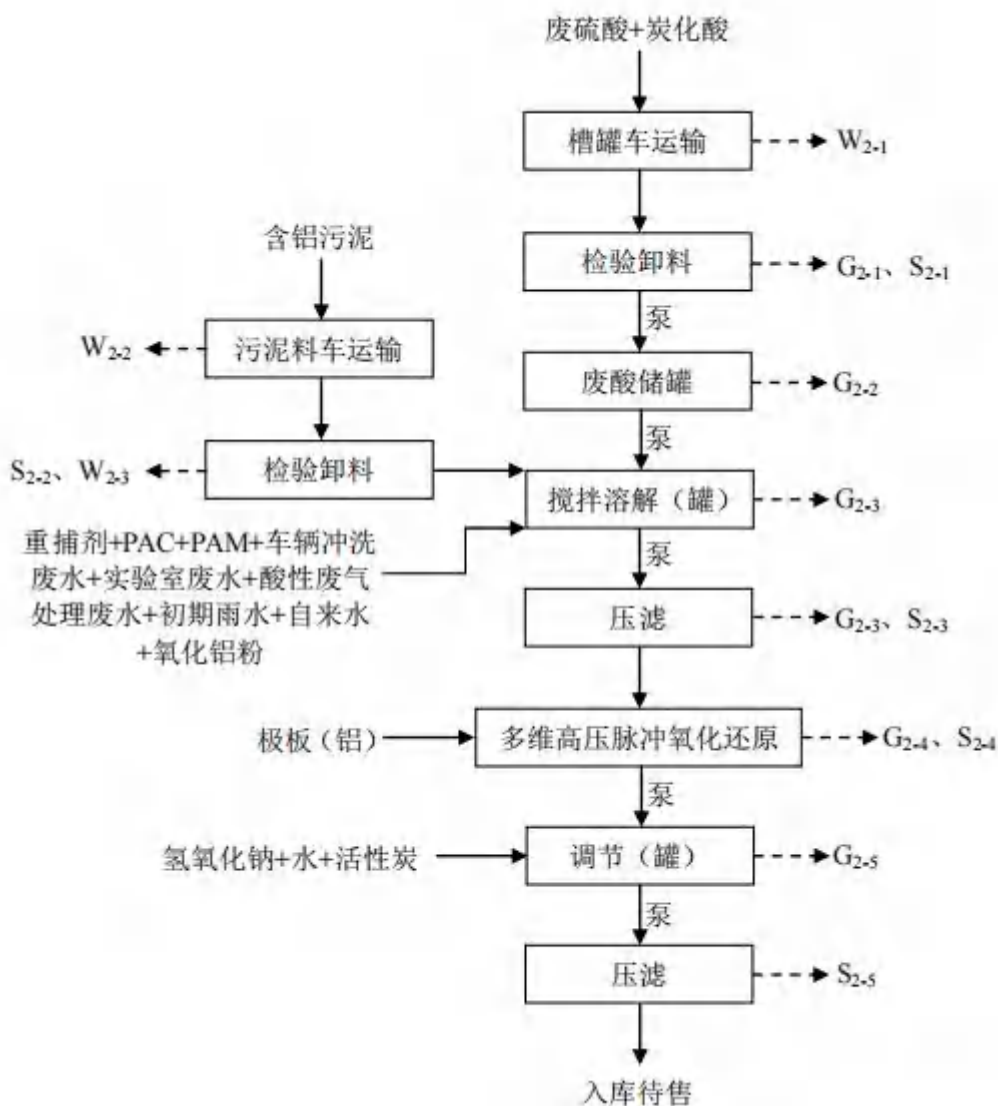 废硫酸+炭化酸
槽罐车运输
W2-1
含铝污泥
检验卸料
G2-1、S2-1
泵
W2-2
污泥料车运输
废酸储罐
G2-2
泵
S2-2、W2-3
检验卸料
搅拌溶解（罐）
G2-3
重捕剂+PAC+PAM+车辆冲洗
废水+实验室废水+酸性废气
处理废水+初期雨水+自来水
+氧化铝粉
泵
压滤
G2-3、S2-3
极板（铝）
多维高压脉冲氧化还原
G2-4、S2-4
泵
氢氧化钠+水+活性炭
调节（罐）
G2-5
泵
压滤
S2-5
入库待售